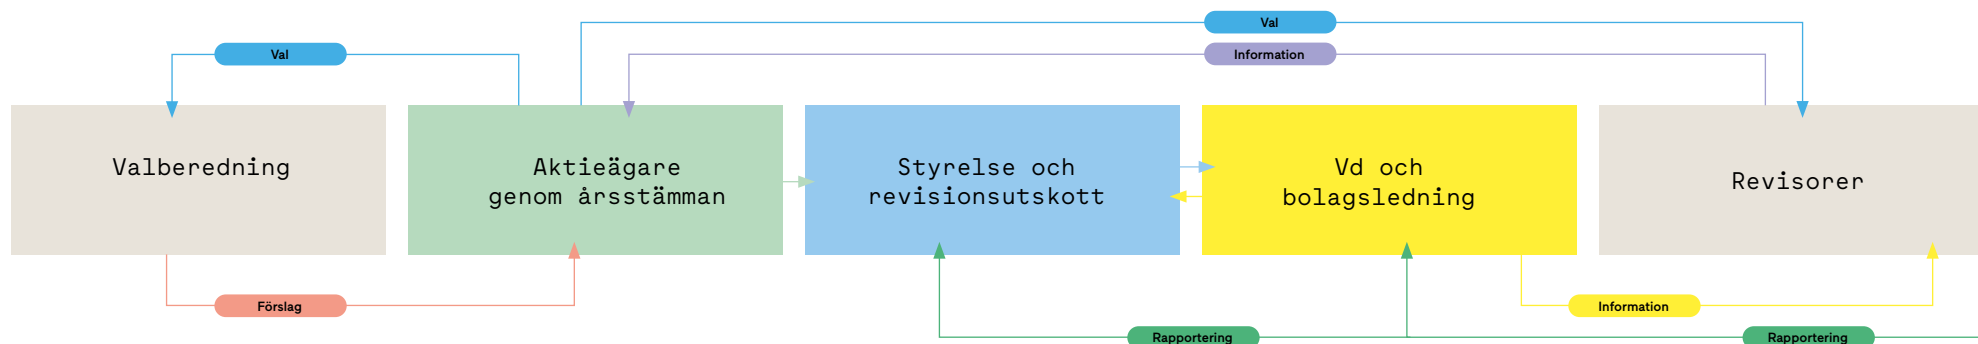 Val
Val
Information
Valberedning
Aktieägare
genom årsstämman
Styrelse och
revisionsutskott
Vd och
bolagsledning
Revisorer
Förslag
Information
Rapportering
Rapportering